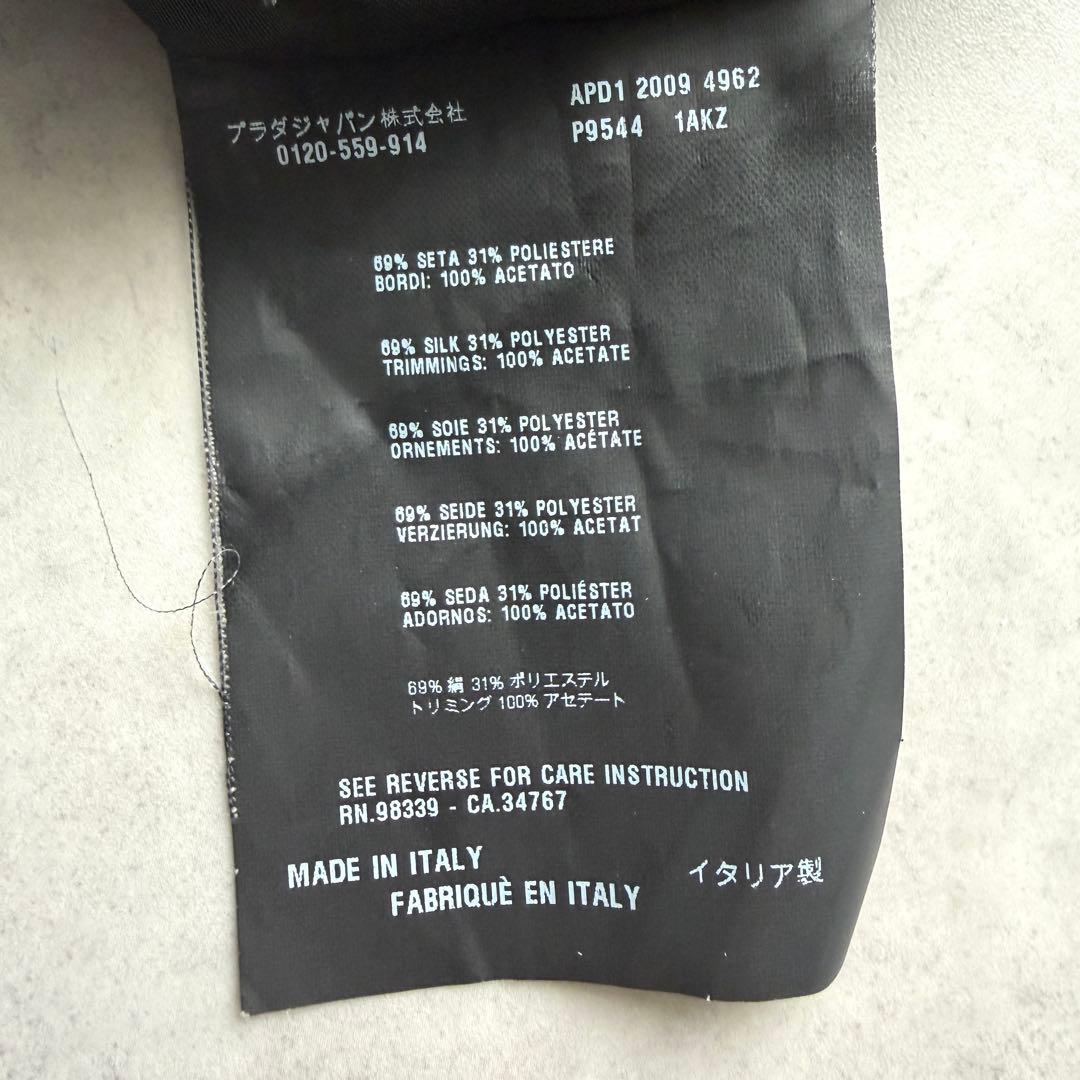 プラダジャパン株式会社
0120-559-914
APD1 2009 4962
P9544 1AKZ
69% SETA 31% POLIESTERE
BORDI: 100% ACETATO
69% SILK 31% POLYESTER
TRIMMINGS: 100% ACETATE
69% SOIE 31% POLYESTER
ORNEMENTS: 100% ACÉTATE
69% SEIDE 31% POLYESTER
VERZIERUNG: 100% ACETAT
69% SEDA 31% POLIÉSTER
ADORNOS: 100% ACETATO
69% 絹 31% ポリエステル
トリミング 100% アセテート
SEE REVERSE FOR CARE INSTRUCTION
RN.98339 - CA.34767
MADE IN ITALY
FABRIQUÈ EN ITALY
イタリア製